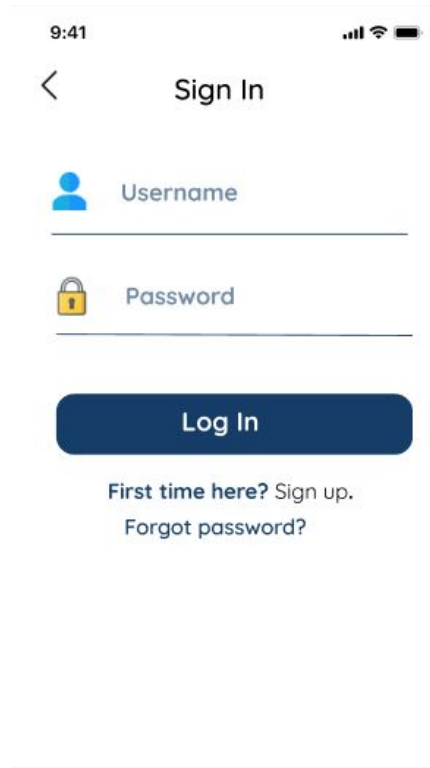 9:41
Sign In
Username
Password
Log In
First time here? Sign up.
Forgot password?